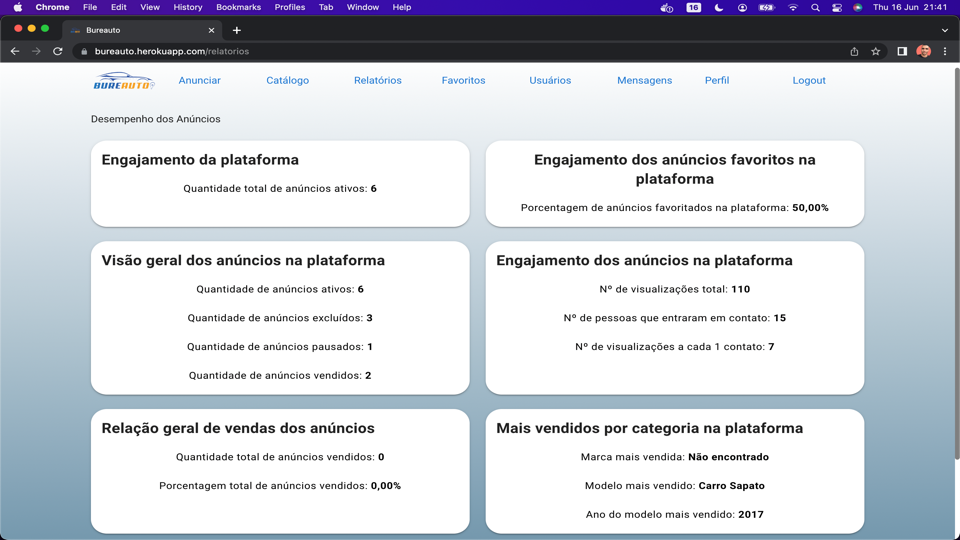 Chrome File Edit View History Bookmarks Profiles Tab Window Help 16 Thu 16 Jun 21:41
Bureauto
bureauto.herokuapp.com/relatorios
BUREAUTO Anunciar Catálogo Relatórios Favoritos Usuários Mensagens Perfil Logout
Desempenho dos Anúncios
Engajamento da plataforma
Quantidade total de anúncios ativos: 6
Engajamento dos anúncios favoritos na
plataforma
Porcentagem de anúncios favoritados na plataforma: 50,00%
Visão geral dos anúncios na plataforma
Quantidade de anúncios ativos: 6
Quantidade de anúncios excluídos: 3
Quantidade de anúncios pausados: 1
Quantidade de anúncios vendidos: 2
Engajamento dos anúncios na plataforma
Nº de visualizações total: 110
Nº de pessoas que entraram em contato: 15
Nº de visualizações a cada 1 contato: 7
Relação geral de vendas dos anúncios
Quantidade total de anúncios vendidos: 0
Porcentagem total de anúncios vendidos: 0,00%
Mais vendidos por categoria na plataforma
Marca mais vendida: Não encontrado
Modelo mais vendido: Carro Sapato
Ano do modelo mais vendido: 2017